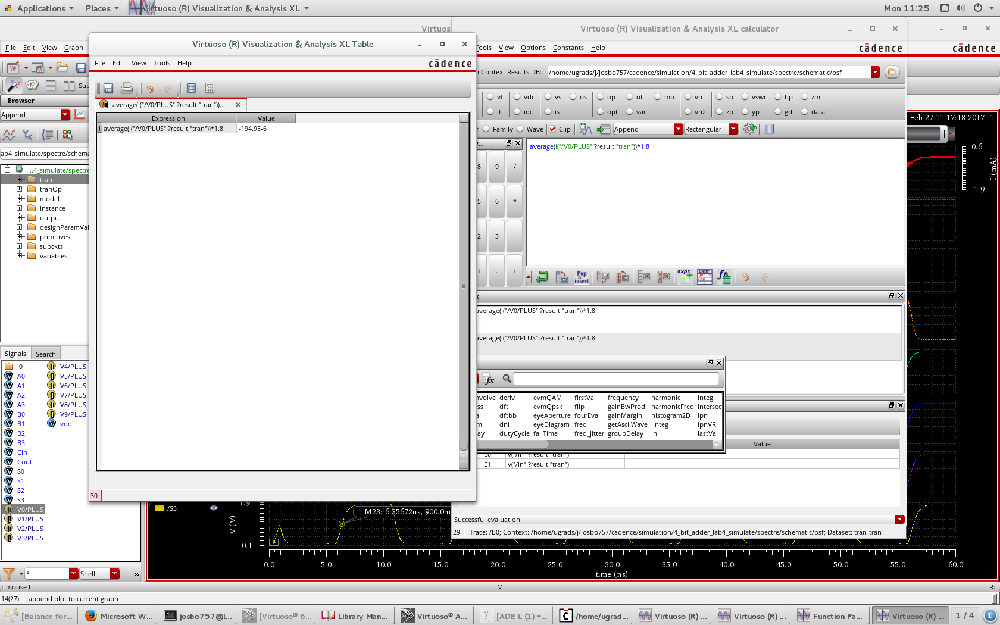 Applications Places Virtuoso (R) Visualization & Analysis XL Mon 11:25
Virtuoso (R) Visualization & Analysis XL calculator
File Edit View Graph
Tools View Options Constants Help
cādence
cādence
Virtuoso (R) Visualization & Analysis XL Table
File Edit View Tools Help
cādence
average(i("/V0/PLUS" ?result "tran"))...
Expression Value
1 average(i("/V0/PLUS" ?result "tran"))*1.8 -194.9E-6
30
Browser
Append
ab4_simulate/spectre/schema
...4_simulate/spectre
tran
tranOp
model
instance
output
designParamVal
primitives
subckts
variables
Signals Search
I0 V4/PLUS
A0 V5/PLUS
A1 V6/PLUS
A2 V7/PLUS
A3 V8/PLUS
B0 V9/PLUS
B1 vdd!
B2
B3
Cin
Cout
S0
S1
S2
S3
V0/PLUS
V1/PLUS
V2/PLUS
V3/PLUS
* Shell »
Context Results DB: /home/ugrads/j/josbo757/cadence/simulation/4_bit_adder_lab4_simulate/spectre/schematic/psf
vf vdc vs os op ot mp vn sp vswr hp zm
if idc is opt var vn2 zp yp gd data
Family Wave Clip Append Rectangular
8 9 /
5 6 *
2 3 -
± . +
average(i("/V0/PLUS" ?result "tran"))*1.8
Pop & insert
expr expr fn
average(i("/V0/PLUS" ?result "tran"))*1.8
average(i("/V0/PLUS" ?result "tran"))*1.8
fx
nvolve deriv evmQAM firstVal frequency harmonic integ
ss dft evmQpsk flip gainBwProd harmonicFreq intersec
a dftbb eyeAperture fourEval gainMargin histogram2D ipn
m dnl eyeDiagram freq getAsciiWave iinteg ipnVRI
ay dutyCycle fallTime freq_jitter groupDelay inl lastVal
Value
E0 v("/in" ?result "tran")
E1 v("/in" ?result "tran")
Successful evaluation
29 Trace: /B0; Context: /home/ugrads/j/josbo757/cadence/simulation/4_bit_adder_lab4_simulate/spectre/schematic/psf; Dataset: tran-tran
Feb 27 11:17:18 2017 1
0.6
I (mA)
-1.9
/S3
1.9
V (V)
-0.1
M23: 6.35672ns, 900.0m
0.0 5.0 10.0 15.0 20.0 25.0 30.0 35.0 40.0 45.0 50.0 55.0 60.0
time (ns)
mouse L: M: R:
14(27) append plot to current graph
[Balance for... Microsoft W... josbo757@l... [Virtuoso® 6... Library Man... Virtuoso® A... [ADE L (1) -... /home/ugrad... Virtuoso (R) ... Virtuoso (R) ... Function Pa... Virtuoso (R) ... 1 / 4 1